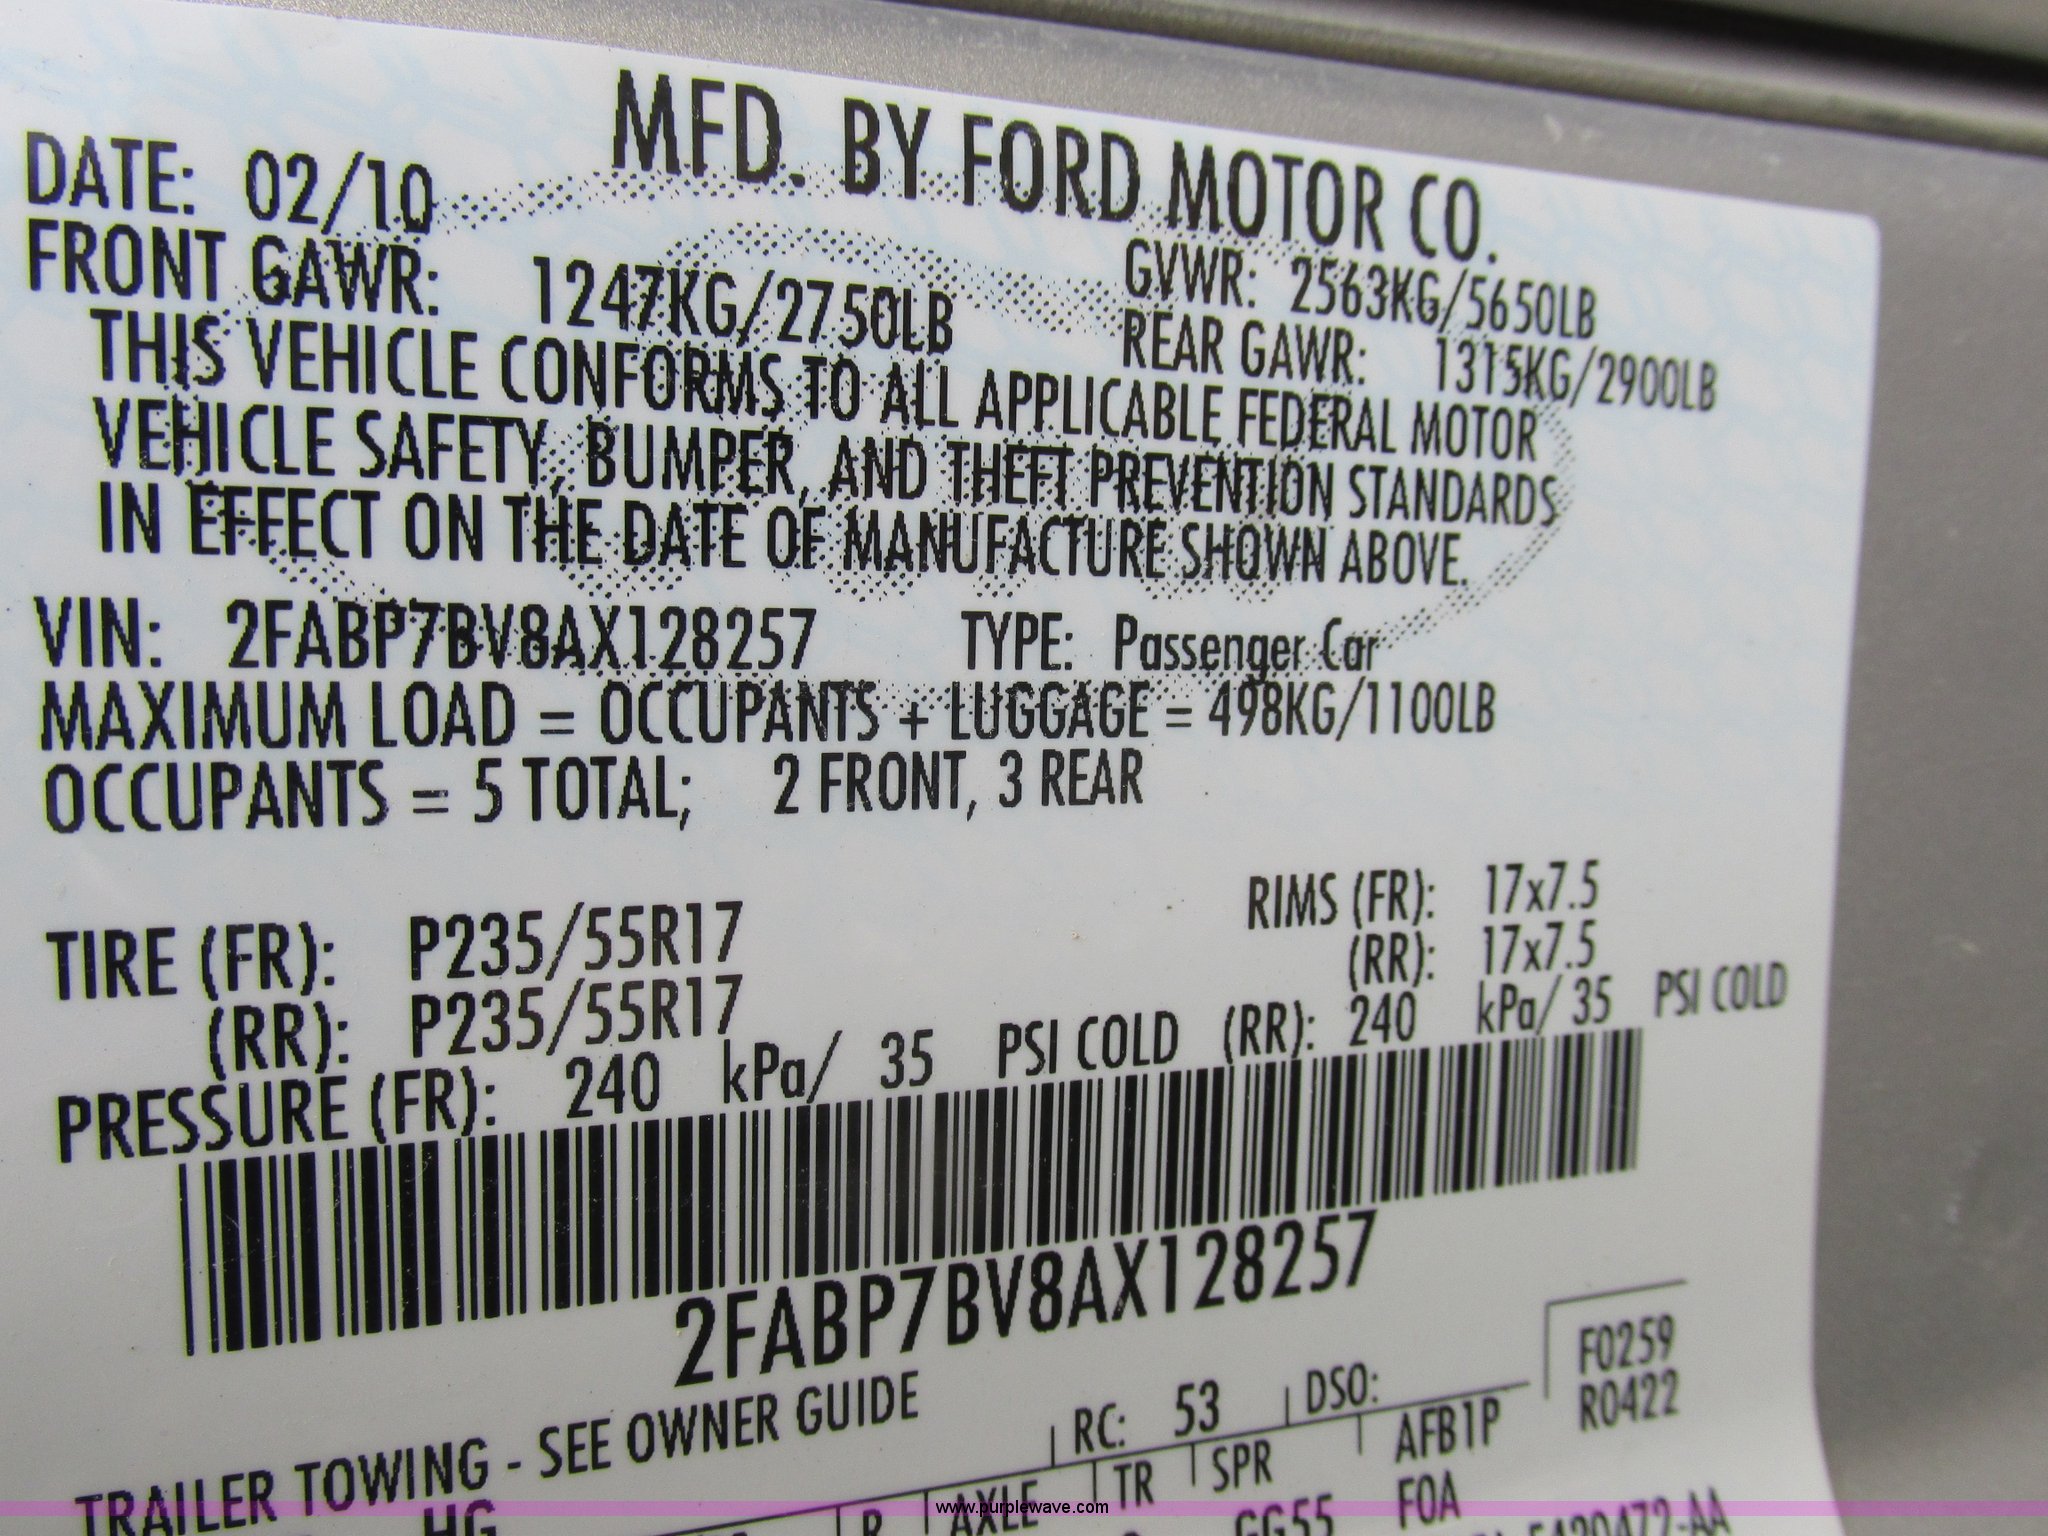 MFD. BY FORD MOTOR CO.
DATE: 02/10
GVWR: 2563KG/5650LB
FRONT GAWR: 1247KG/2750LB
REAR GAWR: 1315KG/2900LB
THIS VEHICLE CONFORMS TO ALL APPLICABLE FEDERAL MOTOR
VEHICLE SAFETY, BUMPER, AND THEFT PREVENTION STANDARDS
IN EFFECT ON THE DATE OF MANUFACTURE SHOWN ABOVE.
VIN: 2FABP7BV8AX128257 TYPE: Passenger Car
MAXIMUM LOAD = OCCUPANTS + LUGGAGE = 498KG/1100LB
OCCUPANTS = 5 TOTAL; 2 FRONT, 3 REAR
TIRE (FR): P235/55R17 RIMS (FR): 17x7.5
(RR): P235/55R17 (RR): 17x7.5
PRESSURE (FR): 240 kPa/ 35 PSI COLD (RR): 240 kPa/ 35 PSI COLD
2FABP7BV8AX128257
F0259
TRAILER TOWING - SEE OWNER GUIDE RC: 53 DSO: R0422
HG R AXLE TR SPR AFB1P
GG55 FOA
5420472-AA
www.purplewave.com